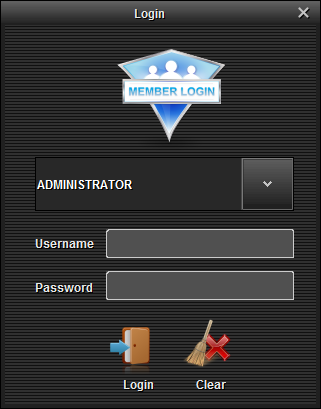 Login
MEMBER LOGIN
ADMINISTRATOR
Username
Password
Login Clear